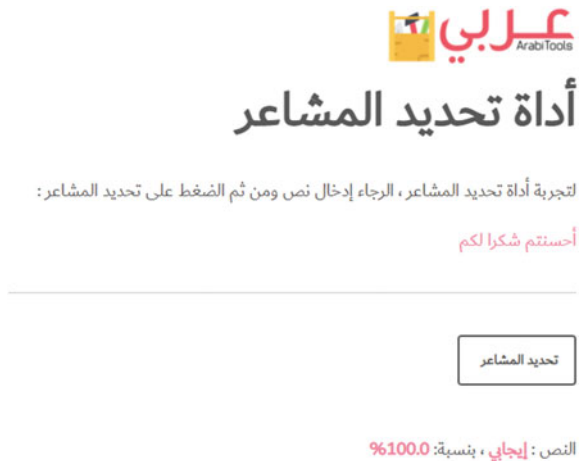 عربي
ArabiTools
أداة تحديد المشاعر
لتجربة أداة تحديد المشاعر ، الرجاء إدخال نص ومن ثم الضغط على تحديد المشاعر :
أحسنتم شكرا لكم
تحديد المشاعر
النص : إيجابي ، بنسبة: 100.0%